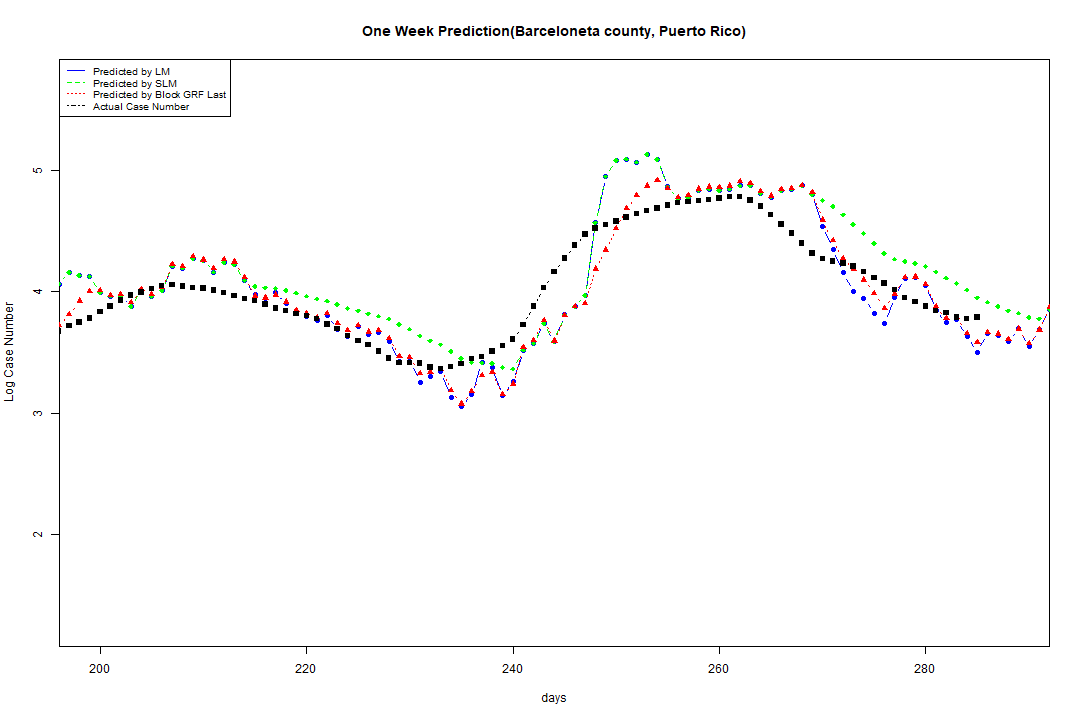 One Week Prediction(Barceloneta county, Puerto Rico)
Predicted by LM
Predicted by SLM
Predicted by Block GRF Last
Actual Case Number
5
4
3
2
Log Case Number
200 220 240 260 280
days